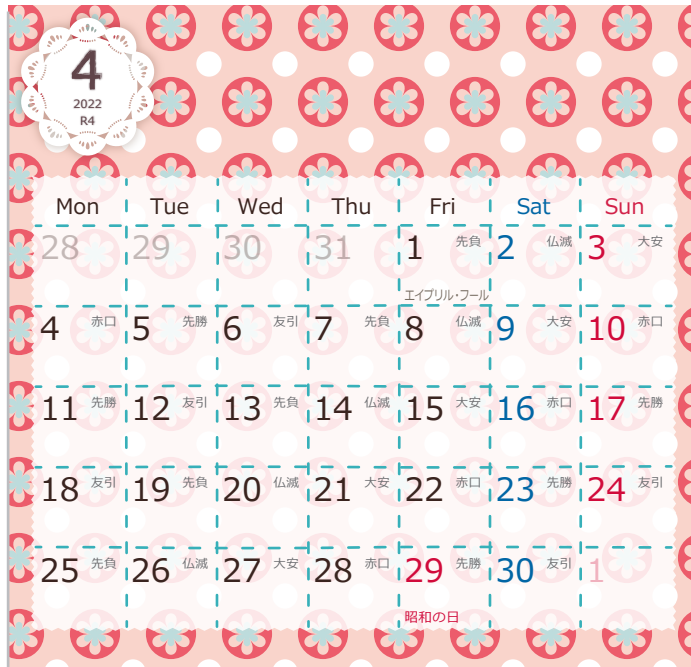 4
2022
R4
Mon Tue Wed Thu Fri Sat Sun
28 29 30 31 1 先負 2 仏滅 3 大安
エイプリル・フール
4 赤口 5 先勝 6 友引 7 先負 8 仏滅 9 大安 10 赤口
11 先勝 12 友引 13 先負 14 仏滅 15 大安 16 赤口 17 先勝
18 友引 19 先負 20 仏滅 21 大安 22 赤口 23 先勝 24 友引
25 先負 26 仏滅 27 大安 28 赤口 29 先勝 30 友引 1
昭和の日